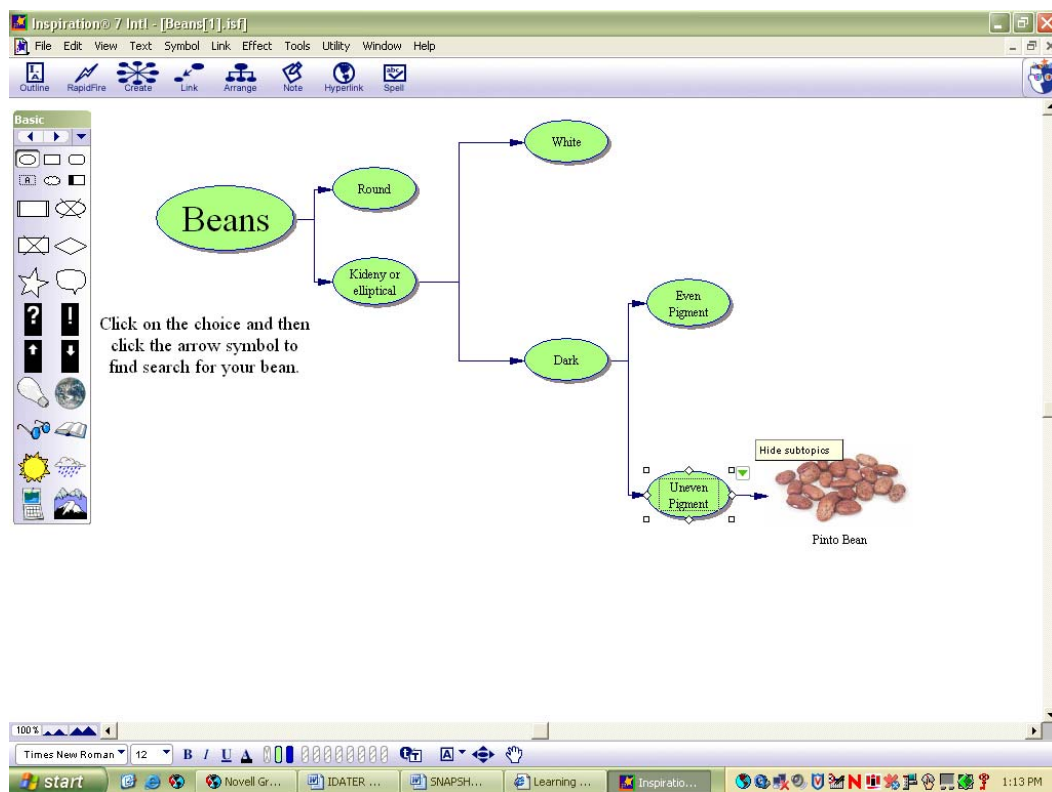 Inspiration® 7 Intl - [Beans[1].isf]
File Edit View Text Symbol Link Effect Tools Utility Window Help
Outline RapidFire Create Link Arrange Note Hyperlink Spell
Basic
White
Round
Beans
Kideny or
elliptical
Even
Pigment
Click on the choice and then
click the arrow symbol to
find search for your bean.
Dark
Hide subtopics
Uneven
Pigment
Pinto Bean
100%
Times New Roman 12 B I U A A
start Novell Gr... IDATER ... SNAPSH... Learning ... Inspiratio... 1:13 PM